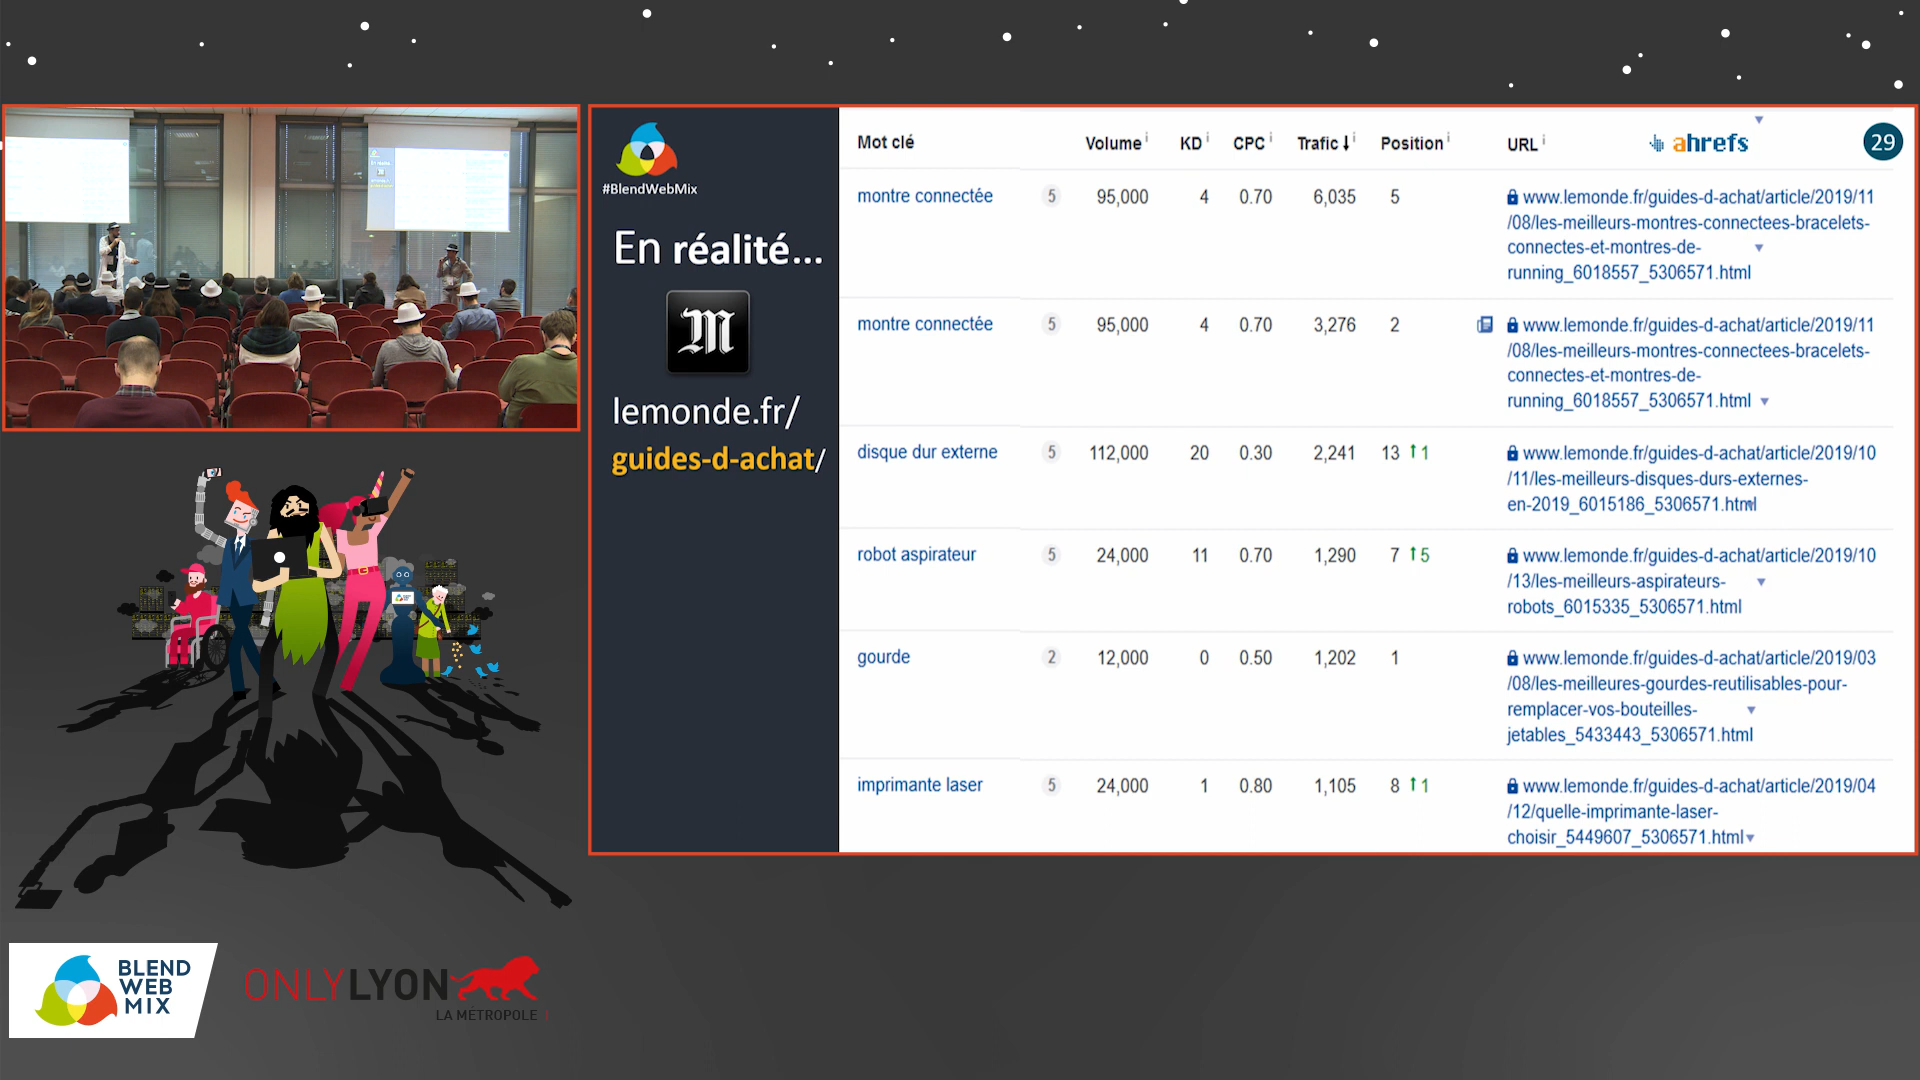 #BlendWebMix
En réalité...
M
lemonde.fr/
guides-d-achat/
Mot clé Volume i KD i CPC i Trafic ↓ i Position i URL i ahrefs 29
montre connectée 5 95,000 4 0.70 6,035 5 www.lemonde.fr/guides-d-achat/article/2019/11
/08/les-meilleurs-montres-connectees-bracelets-
connectes-et-montres-de-
running_6018557_5306571.html
montre connectée 5 95,000 4 0.70 3,276 2 www.lemonde.fr/guides-d-achat/article/2019/11
/08/les-meilleurs-montres-connectees-bracelets-
connectes-et-montres-de-
running_6018557_5306571.html
disque dur externe 5 112,000 20 0.30 2,241 13 ↑1 www.lemonde.fr/guides-d-achat/article/2019/10
/11/les-meilleurs-disques-durs-externes-
en-2019_6015186_5306571.html
robot aspirateur 5 24,000 11 0.70 1,290 7 ↑5 www.lemonde.fr/guides-d-achat/article/2019/10
/13/les-meilleurs-aspirateurs-
robots_6015335_5306571.html
gourde 2 12,000 0 0.50 1,202 1 www.lemonde.fr/guides-d-achat/article/2019/03
/08/les-meilleures-gourdes-reutilisables-pour-
remplacer-vos-bouteilles-
jetables_5433443_5306571.html
imprimante laser 5 24,000 1 0.80 1,105 8 ↑1 www.lemonde.fr/guides-d-achat/article/2019/04
/12/quelle-imprimante-laser-
choisir_5449607_5306571.html
BLEND
WEB
MIX
ONLYLYON
LA MÉTROPOLE